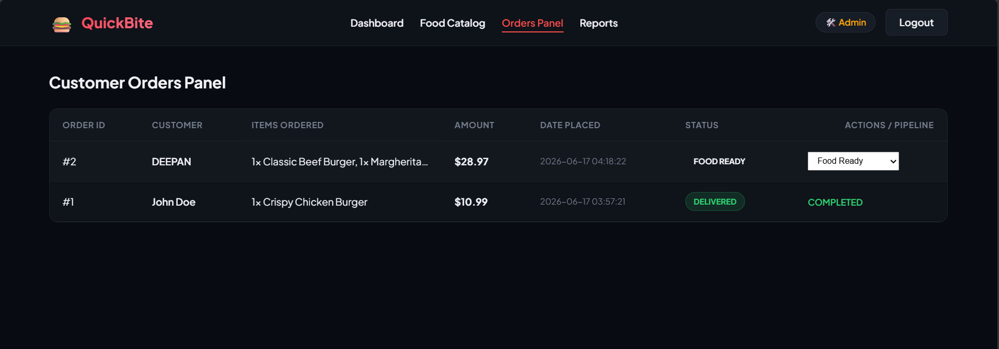 QuickBite Dashboard Food Catalog Orders Panel Reports Admin Logout
Customer Orders Panel
ORDER ID CUSTOMER ITEMS ORDERED AMOUNT DATE PLACED STATUS ACTIONS / PIPELINE
#2 DEEPAN 1× Classic Beef Burger, 1× Margherita... $28.97 2026-06-17 04:18:22 FOOD READY Food Ready
#1 John Doe 1× Crispy Chicken Burger $10.99 2026-06-17 03:57:21 DELIVERED COMPLETED